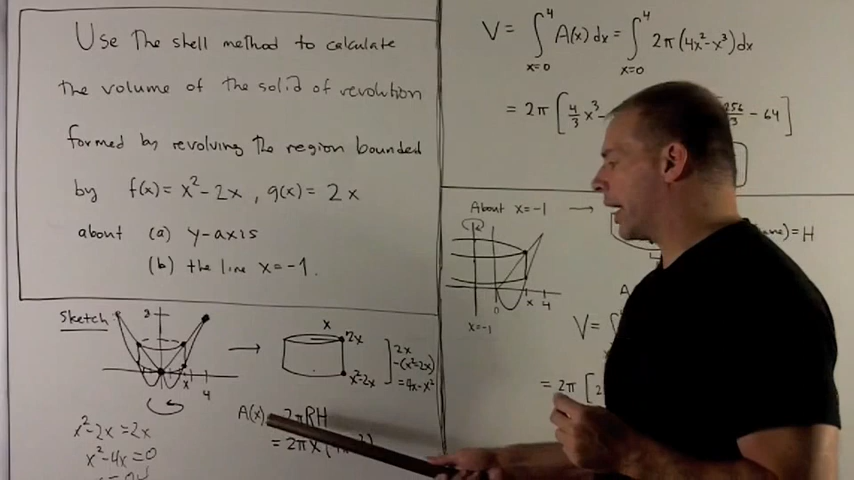 Use the shell method to calculate
the volume of the solid of revolution
formed by revolving the region bounded
by f(x) = x²-2x, g(x) = 2x
about (a) y-axis
(b) the line x=-1.
Sketch
2
x
4
x²-2x = 2x
x²-4x = 0
x
2x
x²-2x
2x
-(x²-2x)
= 4x-x²
A(x) = 2πRH
= 2πx(
V = ∫₍ₓ₌₀₎⁴ A(x) dx = ∫₍ₓ₌₀₎⁴ 2π(4x²-x³)dx
= 2π [4/3 x³- 256/3 - 64]
About x=-1 →
) = H
0 x 4
x=-1
V = ∫
= 2π [2